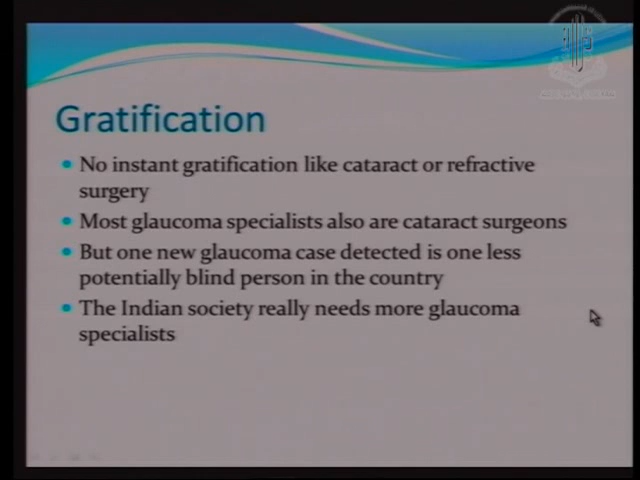 Gratification
No instant gratification like cataract or refractive
surgery
Most glaucoma specialists also are cataract surgeons
But one new glaucoma case detected is one less
potentially blind person in the country
The Indian society really needs more glaucoma
specialists